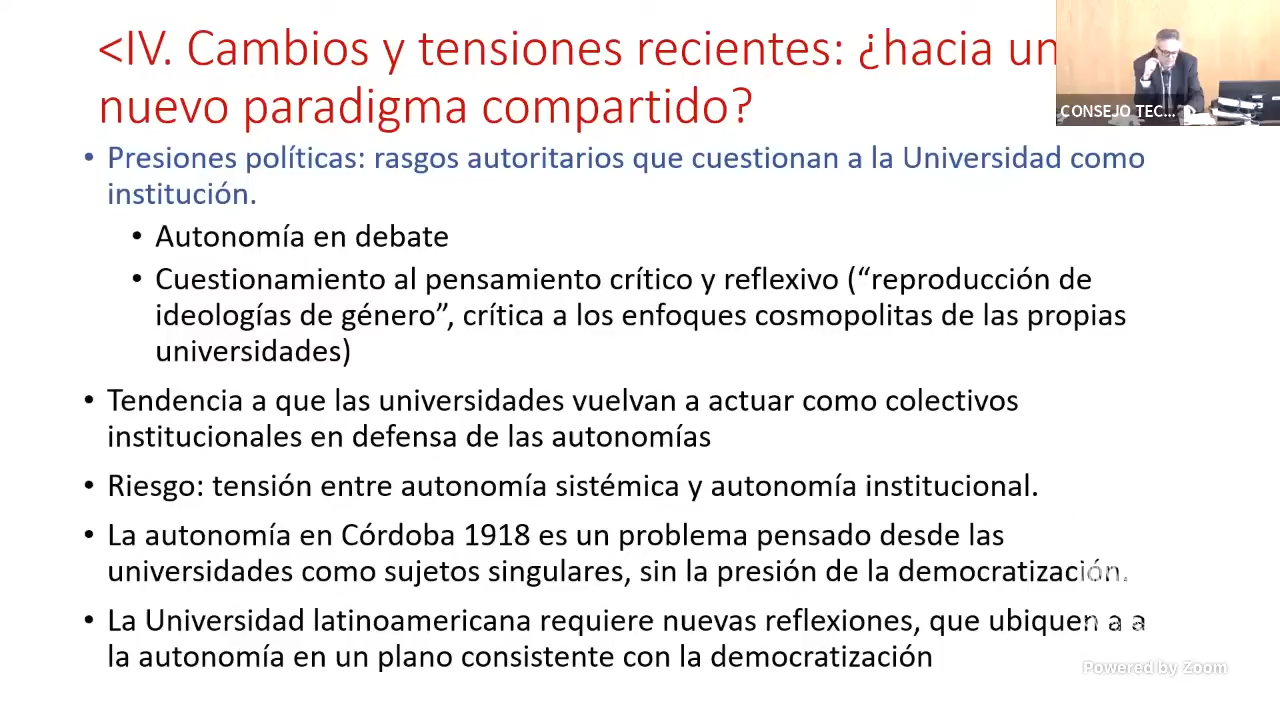 <IV. Cambios y tensiones recientes: ¿hacia un
nuevo paradigma compartido?
CONSEJO TEC...
• Presiones políticas: rasgos autoritarios que cuestionan a la Universidad como
institución.
• Autonomía en debate
• Cuestionamiento al pensamiento crítico y reflexivo (“reproducción de
ideologías de género”, crítica a los enfoques cosmopolitas de las propias
universidades)
• Tendencia a que las universidades vuelvan a actuar como colectivos
institucionales en defensa de las autonomías
• Riesgo: tensión entre autonomía sistémica y autonomía institucional.
• La autonomía en Córdoba 1918 es un problema pensado desde las
universidades como sujetos singulares, sin la presión de la democratización.
• La Universidad latinoamericana requiere nuevas reflexiones, que ubiquen a a
la autonomía en un plano consistente con la democratización
Powered by Zoom